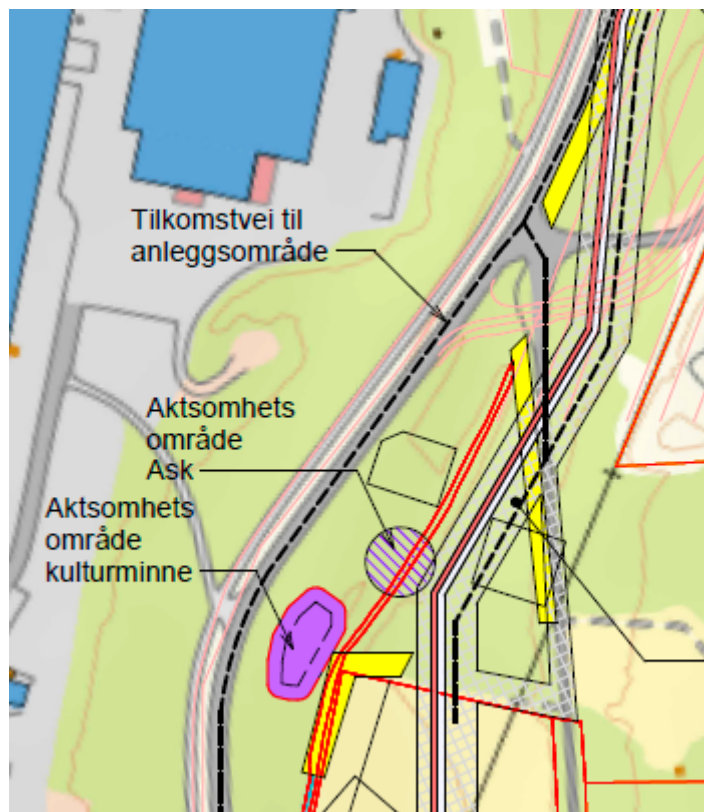 Tilkomstvei til
anleggsområde
Aktsomhets
område
Ask
Aktsomhets
område
kulturminne